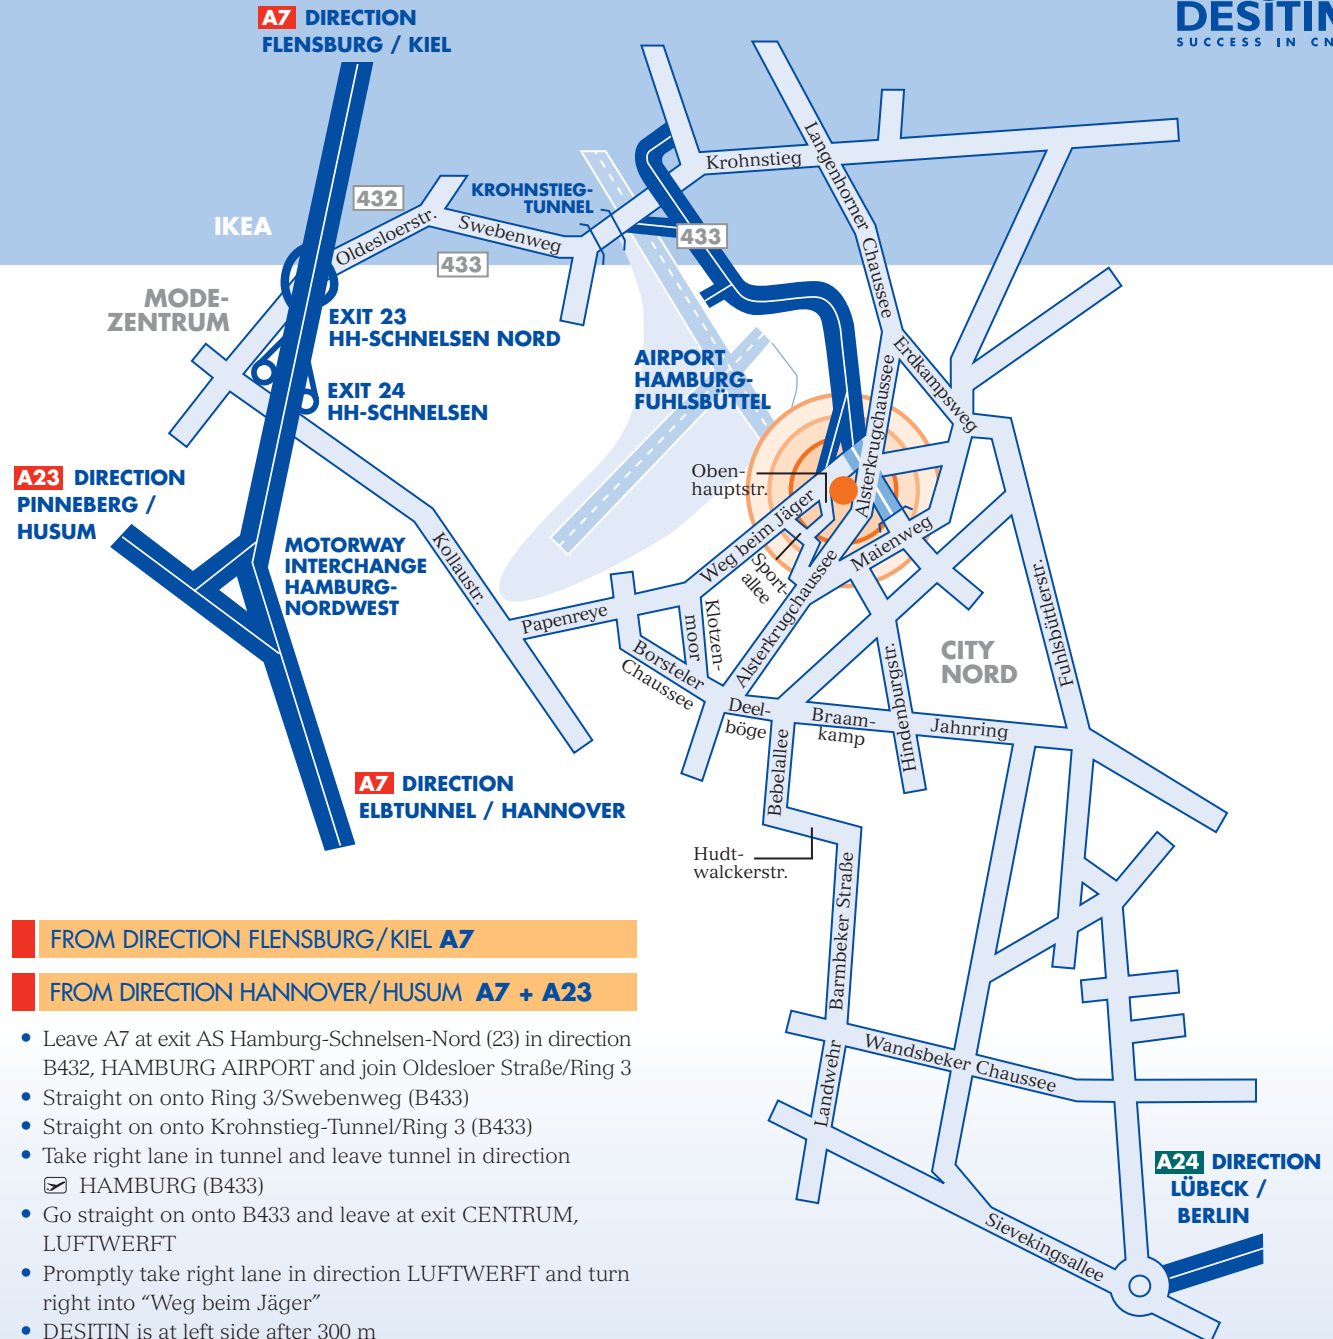 A7 DIRECTION
FLENSBURG / KIEL
DESITIN
SUCCESS IN CN
432
KROHNSTIEG-
TUNNEL
Krohnstieg
Langenhorner Chaussee
IKEA
Oldesloerstr.
Swebenweg
433
433
MODE-
ZENTRUM
EXIT 23
HH-SCHNELSEN NORD
EXIT 24
HH-SCHNELSEN
AIRPORT
HAMBURG-
FUHLSBÜTTEL
Erdkampsweg
Alsterkrugchaussee
A23 DIRECTION
PINNEBERG /
HUSUM
Oben-
hauptstr.
MOTORWAY
INTERCHANGE
HAMBURG-
NORDWEST
Kollaustr.
Weg beim Jäger
Sport-
allee
Maienweg
Alsterkrugchaussee
Papenreye
Klotzen-
moor
Borsteler
Chaussee
Hindenburgstr.
CITY
NORD
Fuhlsbüttlerstr.
Deel-
böge
Braam-
kamp
Jahnring
Bebelallee
A7 DIRECTION
ELBTUNNEL / HANNOVER
Hudt-
walckerstr.
Barmbeker Straße
Landwehr
Wandsbeker Chaussee
Sievekingsallee
A24 DIRECTION
LÜBECK /
BERLIN
FROM DIRECTION FLENSBURG/KIEL A7
FROM DIRECTION HANNOVER/HUSUM A7 + A23
• Leave A7 at exit AS Hamburg-Schnelsen-Nord (23) in direction
B432, HAMBURG AIRPORT and join Oldesloer Straße/Ring 3
• Straight on onto Ring 3/Swebenweg (B433)
• Straight on onto Krohnstieg-Tunnel/Ring 3 (B433)
• Take right lane in tunnel and leave tunnel in direction
HAMBURG (B433)
• Go straight on onto B433 and leave at exit CENTRUM,
LUFTWERFT
• Promptly take right lane in direction LUFTWERFT and turn
right into “Weg beim Jäger”
• DESITIN is at left side after 300 m